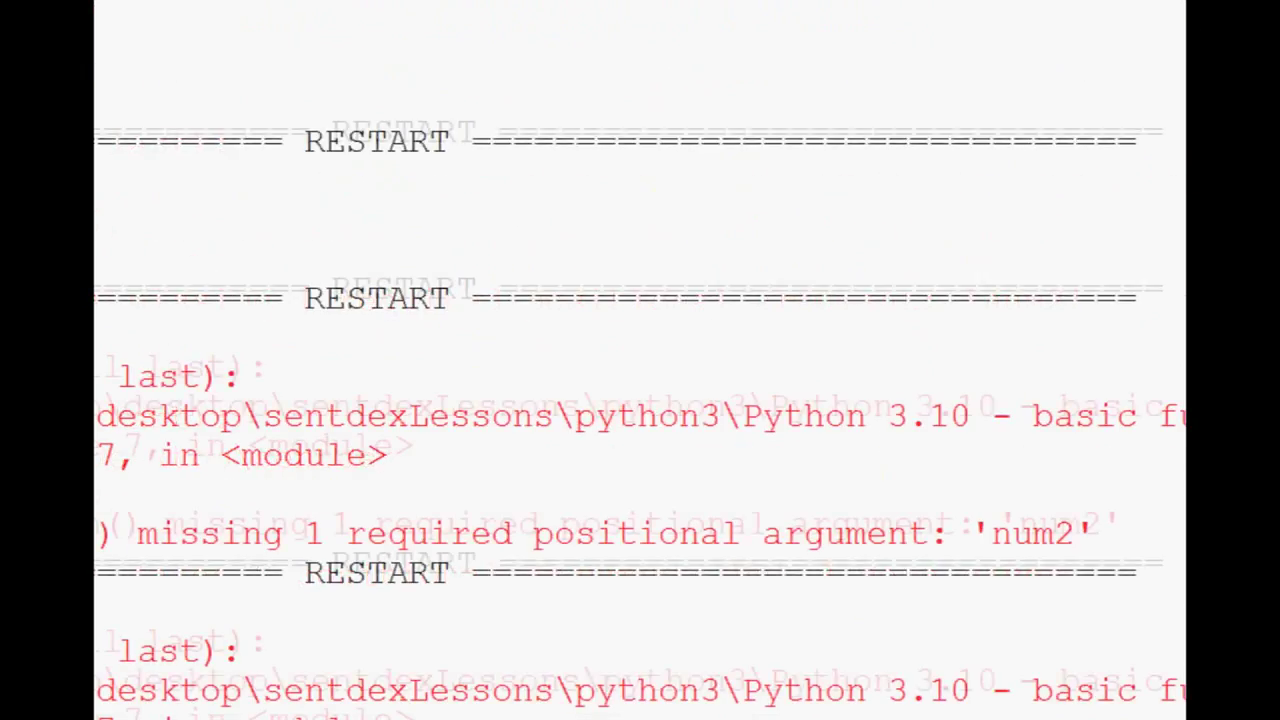 ========= RESTART ================================
========= RESTART ================================
last):
desktop\sentdexLessons\python3\Python 3.10 - basic fu
7, in <module>
) missing 1 required positional argument: 'num2'
========= RESTART ================================
last):
desktop\sentdexLessons\python3\Python 3.10 - basic fu